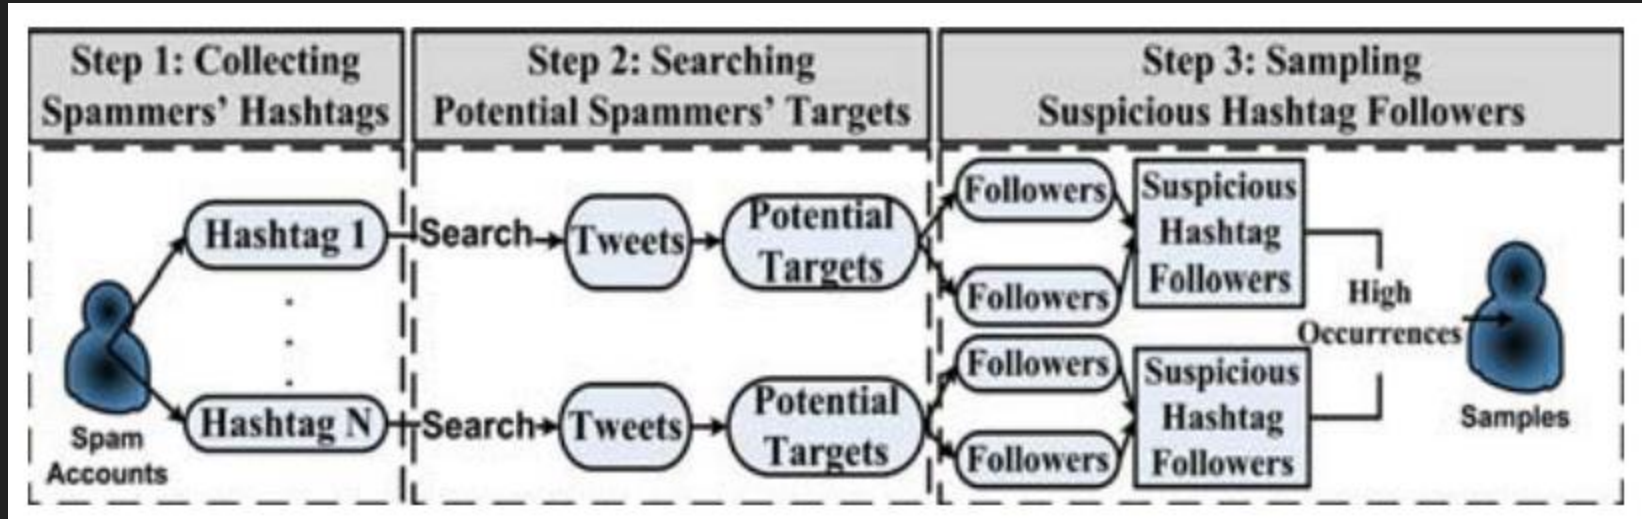 Step 1: Collecting
Spammers' Hashtags
Step 2: Searching
Potential Spammers' Targets
Step 3: Sampling
Suspicious Hashtag Followers
Spam
Accounts
Hashtag 1
.
.
.
Hashtag N
Search
Tweets
Potential
Targets
Search
Tweets
Potential
Targets
Followers
Followers
Suspicious
Hashtag
Followers
Followers
Followers
Suspicious
Hashtag
Followers
High
Occurrences
Samples